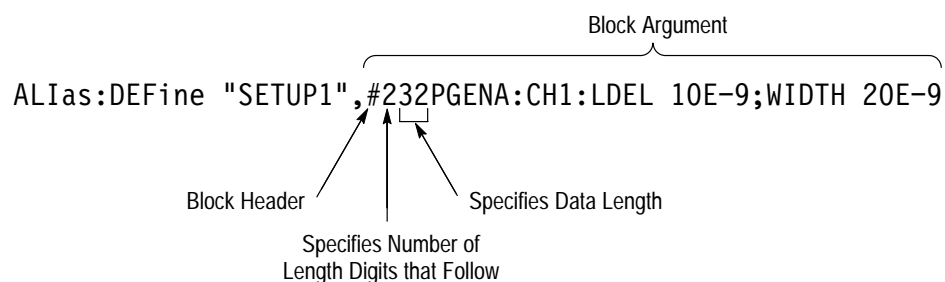 Block Argument
ALIas:DEFine "SETUP1",#232PGENA:CH1:LDEL 10E-9;WIDTH 20E-9
Block Header
Specifies Data Length
Specifies Number of
Length Digits that Follow